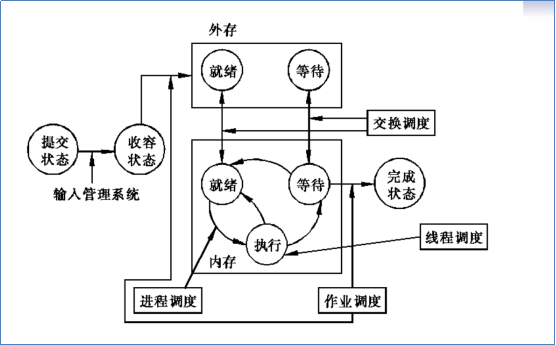 外存
就绪
等待
交换调度
提交
状态
收容
状态
输入管理系统
就绪
等待
完成
状态
执行
线程调度
内存
进程调度
作业调度